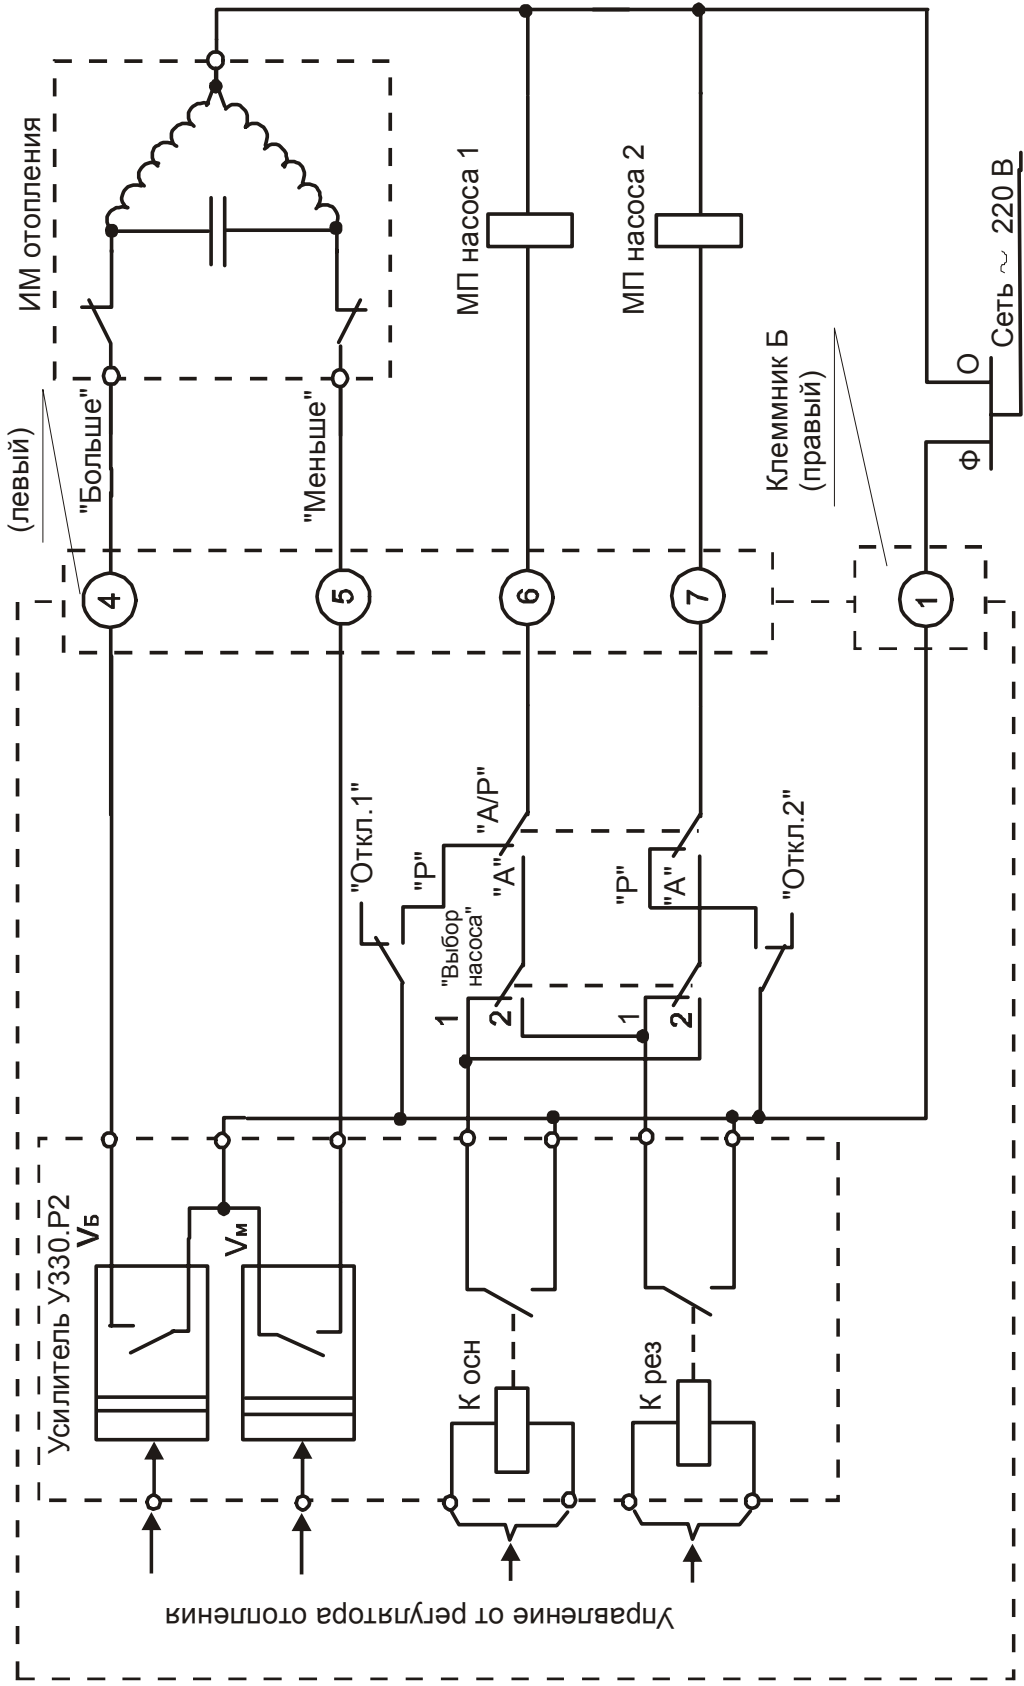 (левый)
ИМ отопления
"Больше"
"Меньше"
МП насоса 1
МП насоса 2
Клеммник Б
(правый)
Ф
О
Сеть ~ 220 В
4
5
6
7
1
"Откл.1"
"Р"
"А/Р"
"А"
"Выбор
насоса"
1
2
"Р"
"А"
1
2
"Откл.2"
Усилитель У330.Р2
VБ
Vм
К осн
К рез
Управление от регулятора отопления